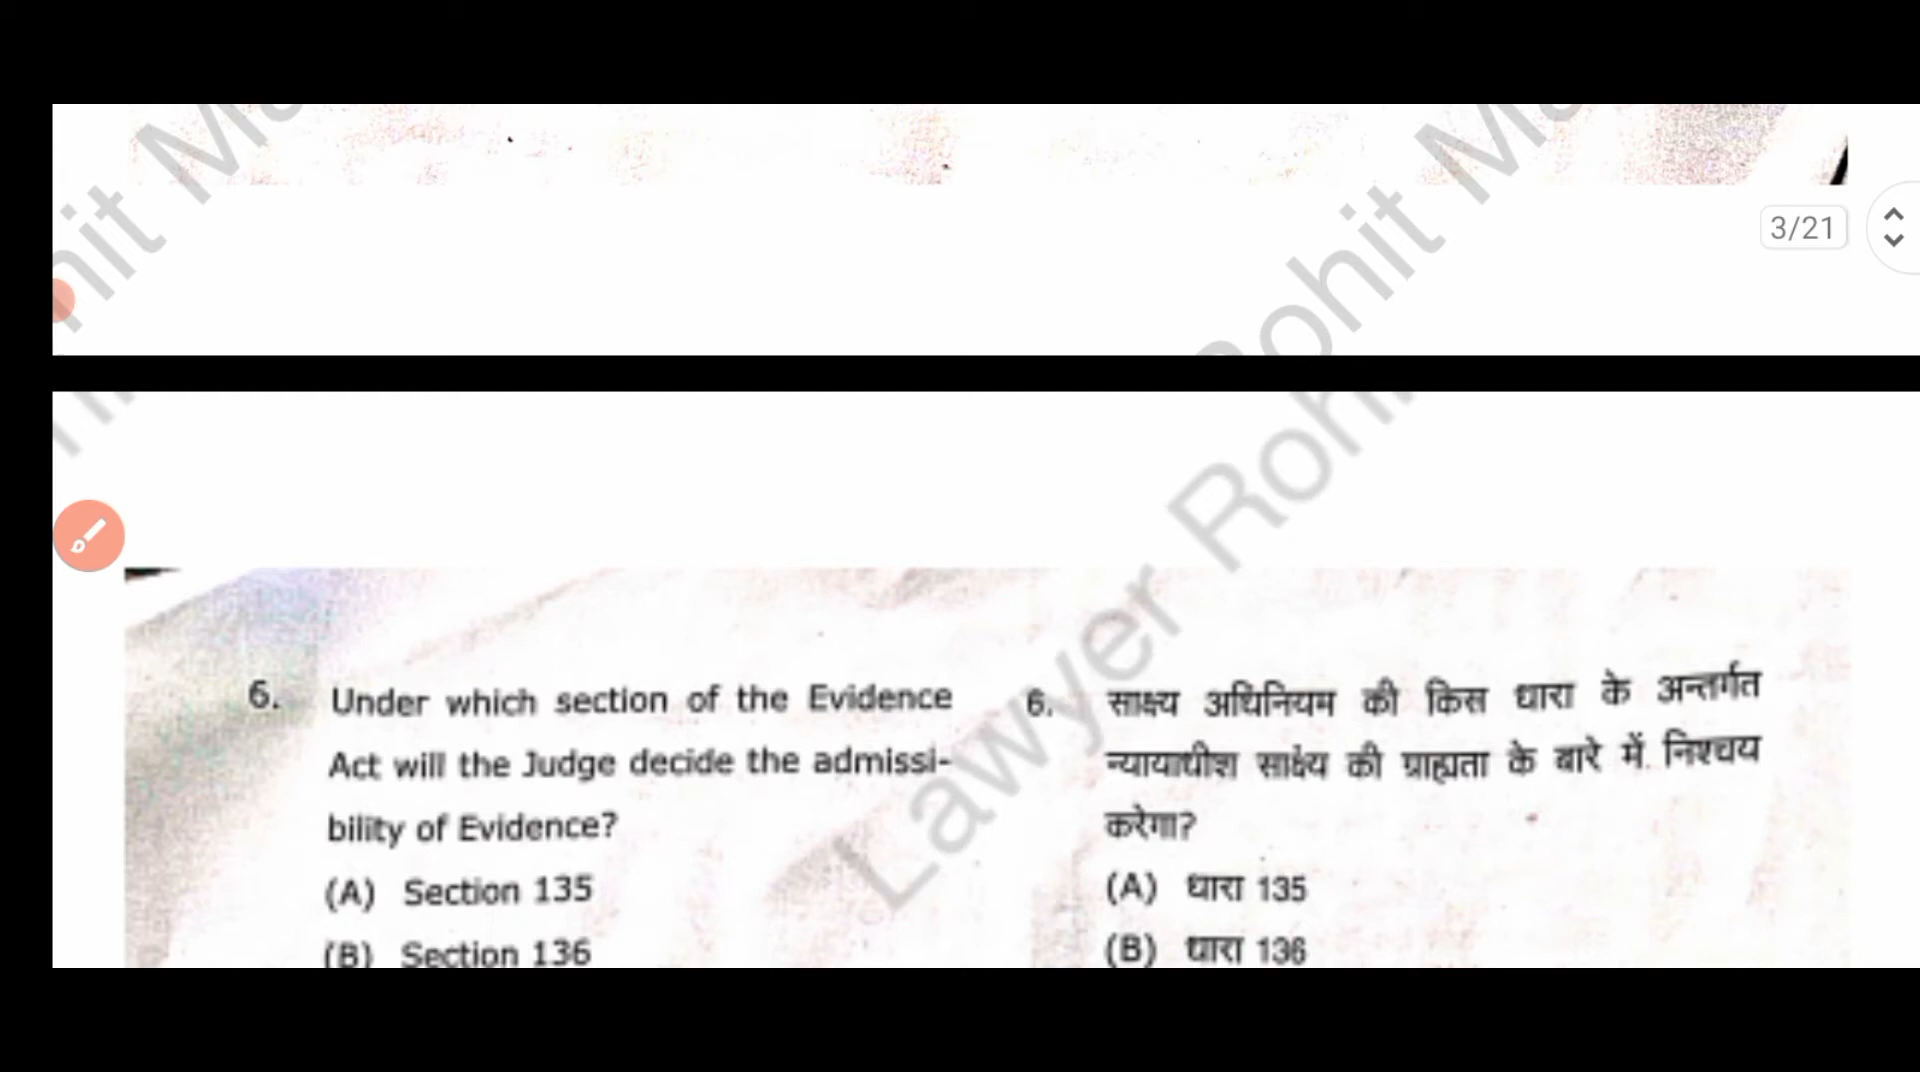 3/21
Lawyer Rohit
6. Under which section of the Evidence
Act will the Judge decide the admissi-
bility of Evidence?
(A) Section 135
(B) Section 136
6. साक्ष्य अधिनियम की किस धारा के अन्तर्गत
न्यायाधीश साक्ष्य की ग्राह्यता के बारे में निश्चय
करेगा?
(A) धारा 135
(B) धारा 136